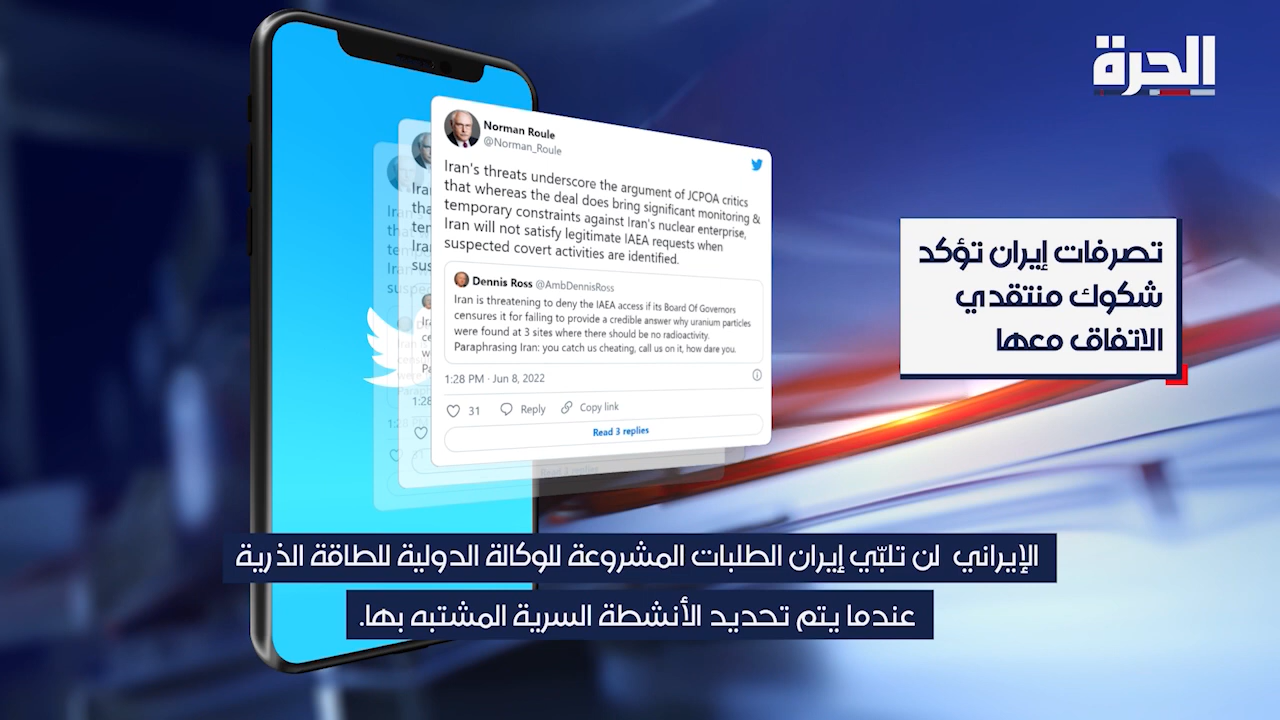 الحرة
Norman Roule
@Norman_Roule
Iran's threats underscore the argument of JCPOA critics
that whereas the deal does bring significant monitoring &
temporary constraints against Iran's nuclear enterprise,
Iran will not satisfy legitimate IAEA requests when
suspected covert activities are identified.
Dennis Ross @AmbDennisRoss
Iran is threatening to deny the IAEA access if its Board Of Governors
censures it for failing to provide a credible answer why uranium particles
were found at 3 sites where there should be no radioactivity.
Paraphrasing Iran: you catch us cheating, call us on it, how dare you.
1:28 PM · Jun 8, 2022
31 Reply Copy link
Read 3 replies
تصرفات إيران تؤكد
شكوك منتقدي
الاتفاق معها
الإيراني لن تلبّي إيران الطلبات المشروعة للوكالة الدولية للطاقة الذرية
عندما يتم تحديد الأنشطة السرية المشتبه بها.